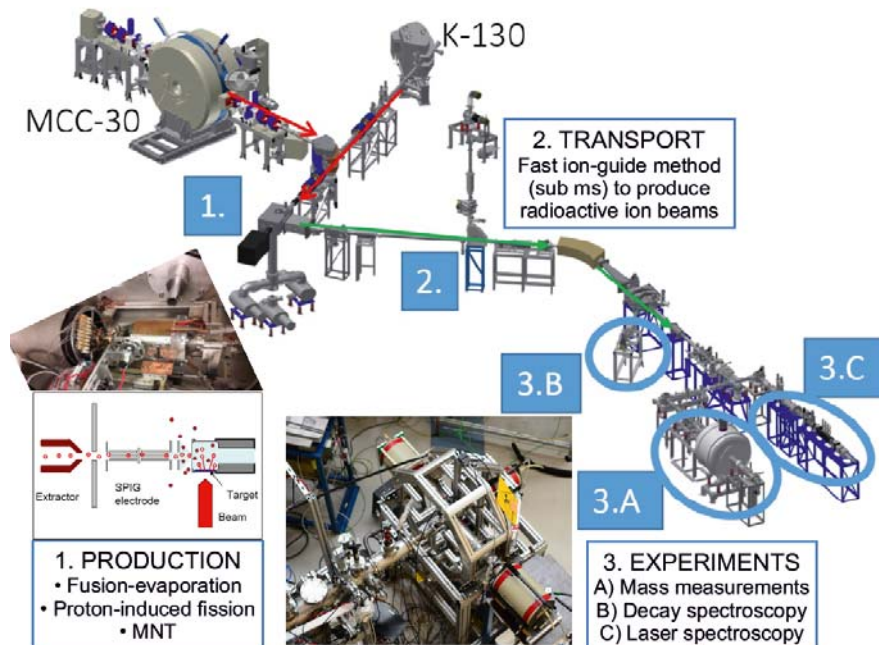 K-130
MCC-30
2. TRANSPORT
Fast ion-guide method
(sub ms) to produce
radioactive ion beams
1.
2.
3.B
3.C
3.A
Extractor
SPIG
electrode
Target
Beam
1. PRODUCTION
• Fusion-evaporation
• Proton-induced fission
• MNT
3. EXPERIMENTS
A) Mass measurements
B) Decay spectroscopy
C) Laser spectroscopy